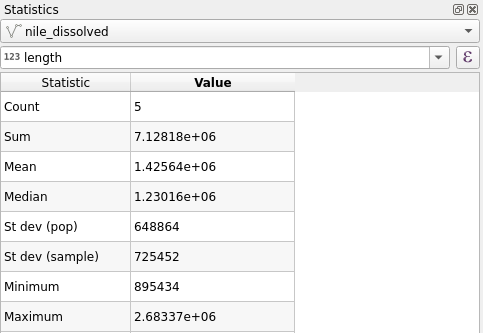 Statistics
nile_dissolved
123 length
ε
Statistic Value
Count 5
Sum 7.12818e+06
Mean 1.42564e+06
Median 1.23016e+06
St dev (pop) 648864
St dev (sample) 725452
Minimum 895434
Maximum 2.68337e+06